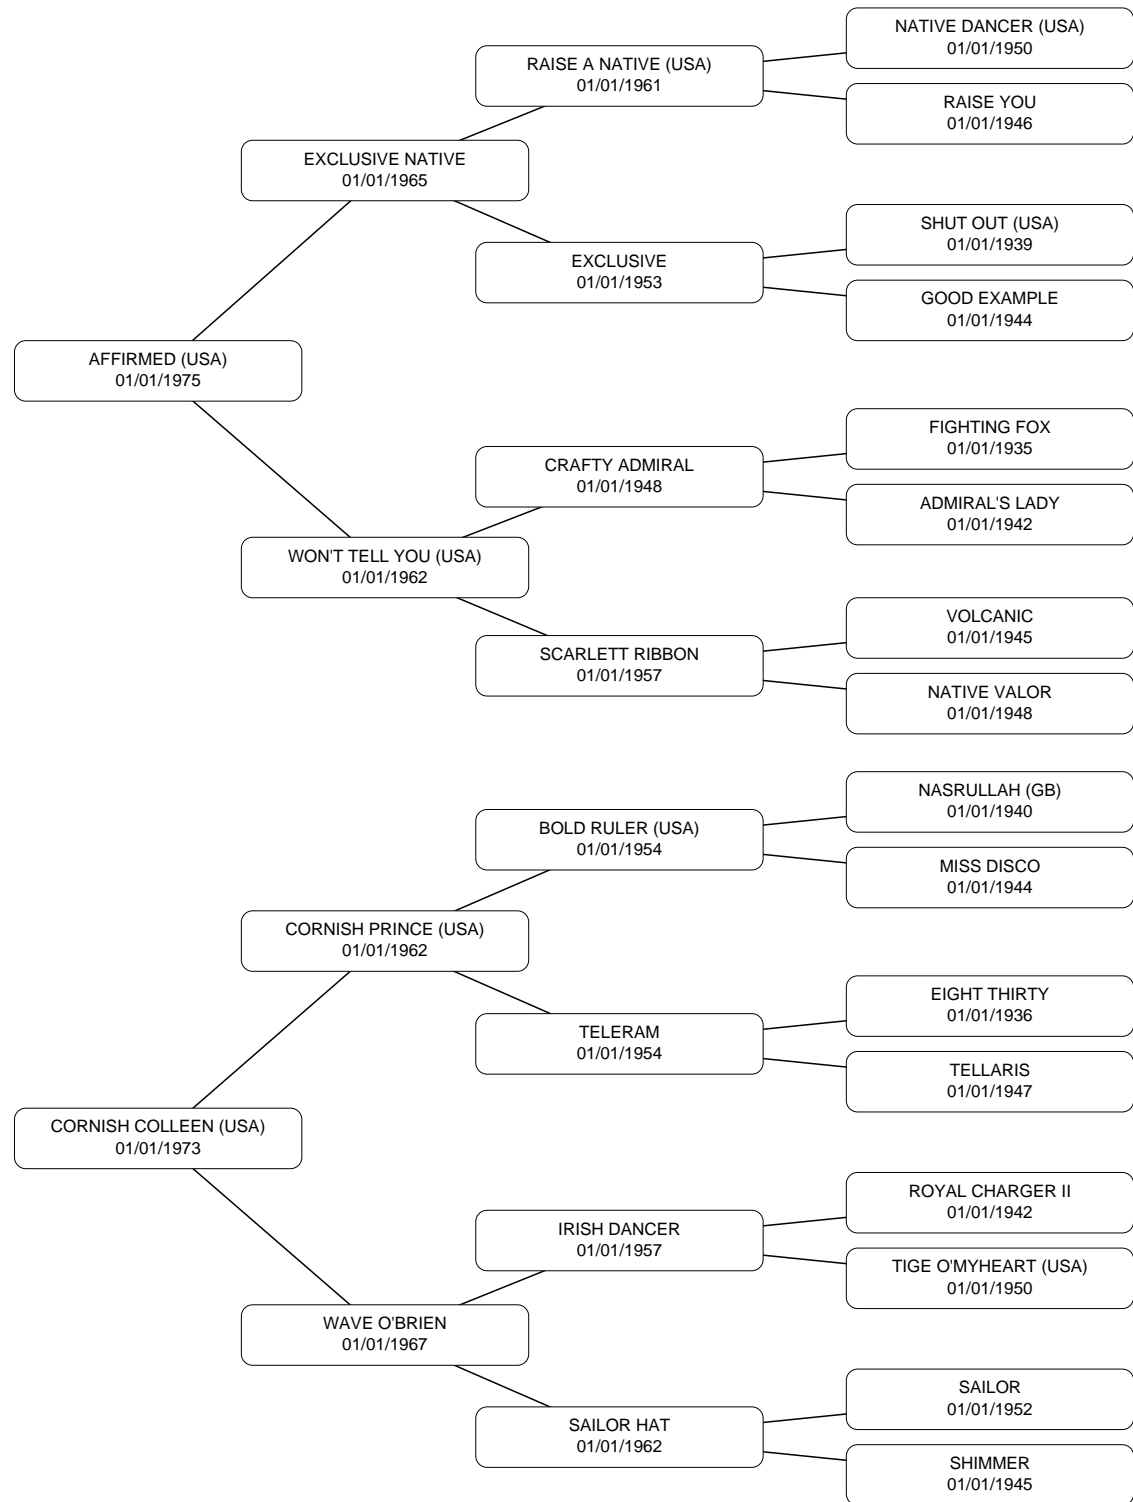 NATIVE DANCER (USA)
01/01/1950
RAISE A NATIVE (USA)
01/01/1961
RAISE YOU
01/01/1946
EXCLUSIVE NATIVE
01/01/1965
SHUT OUT (USA)
01/01/1939
EXCLUSIVE
01/01/1953
GOOD EXAMPLE
01/01/1944
AFFIRMED (USA)
01/01/1975
FIGHTING FOX
01/01/1935
CRAFTY ADMIRAL
01/01/1948
ADMIRAL'S LADY
01/01/1942
WON'T TELL YOU (USA)
01/01/1962
VOLCANIC
01/01/1945
SCARLETT RIBBON
01/01/1957
NATIVE VALOR
01/01/1948
NASRULLAH (GB)
01/01/1940
BOLD RULER (USA)
01/01/1954
MISS DISCO
01/01/1944
CORNISH PRINCE (USA)
01/01/1962
EIGHT THIRTY
01/01/1936
TELERAM
01/01/1954
TELLARIS
01/01/1947
CORNISH COLLEEN (USA)
01/01/1973
ROYAL CHARGER II
01/01/1942
IRISH DANCER
01/01/1957
TIGE O'MYHEART (USA)
01/01/1950
WAVE O'BRIEN
01/01/1967
SAILOR
01/01/1952
SAILOR HAT
01/01/1962
SHIMMER
01/01/1945